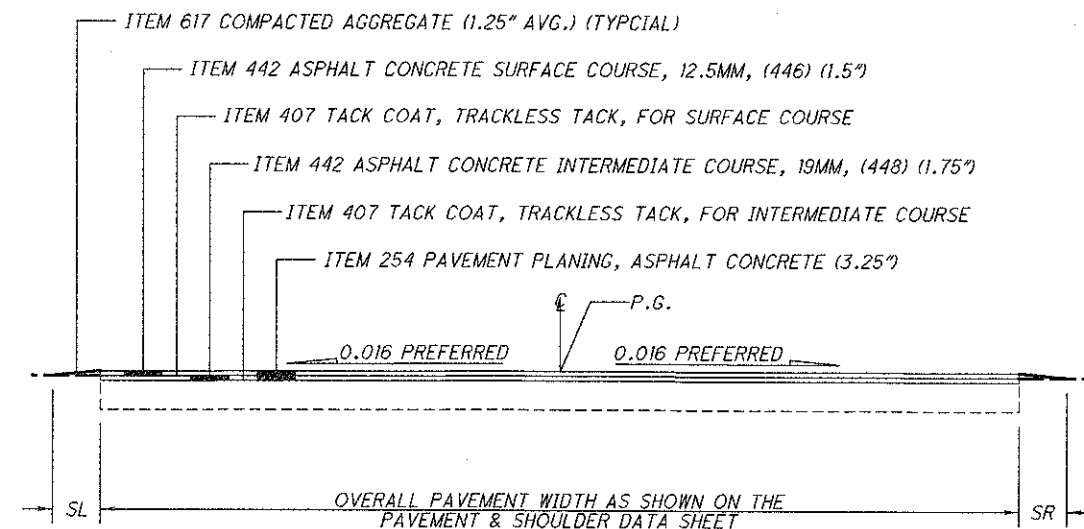 ITEM 617 COMPACTED AGGREGATE (1.25" AVG.) (TYPCIAL)
ITEM 442 ASPHALT CONCRETE SURFACE COURSE, 12.5MM, (446) (1.5")
ITEM 407 TACK COAT, TRACKLESS TACK, FOR SURFACE COURSE
ITEM 442 ASPHALT CONCRETE INTERMEDIATE COURSE, 19MM, (448) (1.75")
ITEM 407 TACK COAT, TRACKLESS TACK, FOR INTERMEDIATE COURSE
ITEM 254 PAVEMENT PLANING, ASPHALT CONCRETE (3.25")
℄ P.G.
0.016 PREFERRED 0.016 PREFERRED
SL OVERALL PAVEMENT WIDTH AS SHOWN ON THE SR
PAVEMENT & SHOULDER DATA SHEET